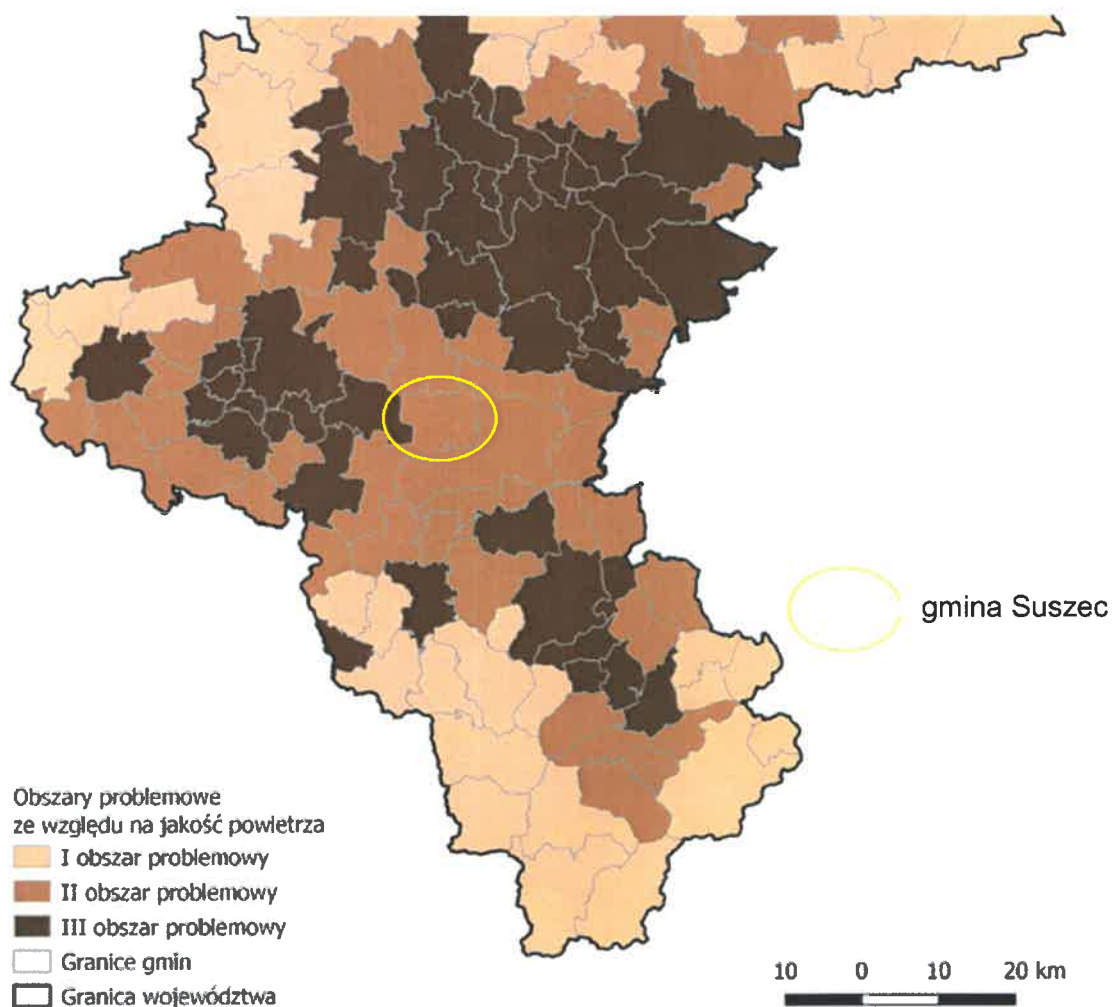 gmina Suszec
Obszary problemowe
ze względu na jakość powietrza
I obszar problemowy
II obszar problemowy
III obszar problemowy
Granice gmin
Granica województwa
10 0 10 20 km